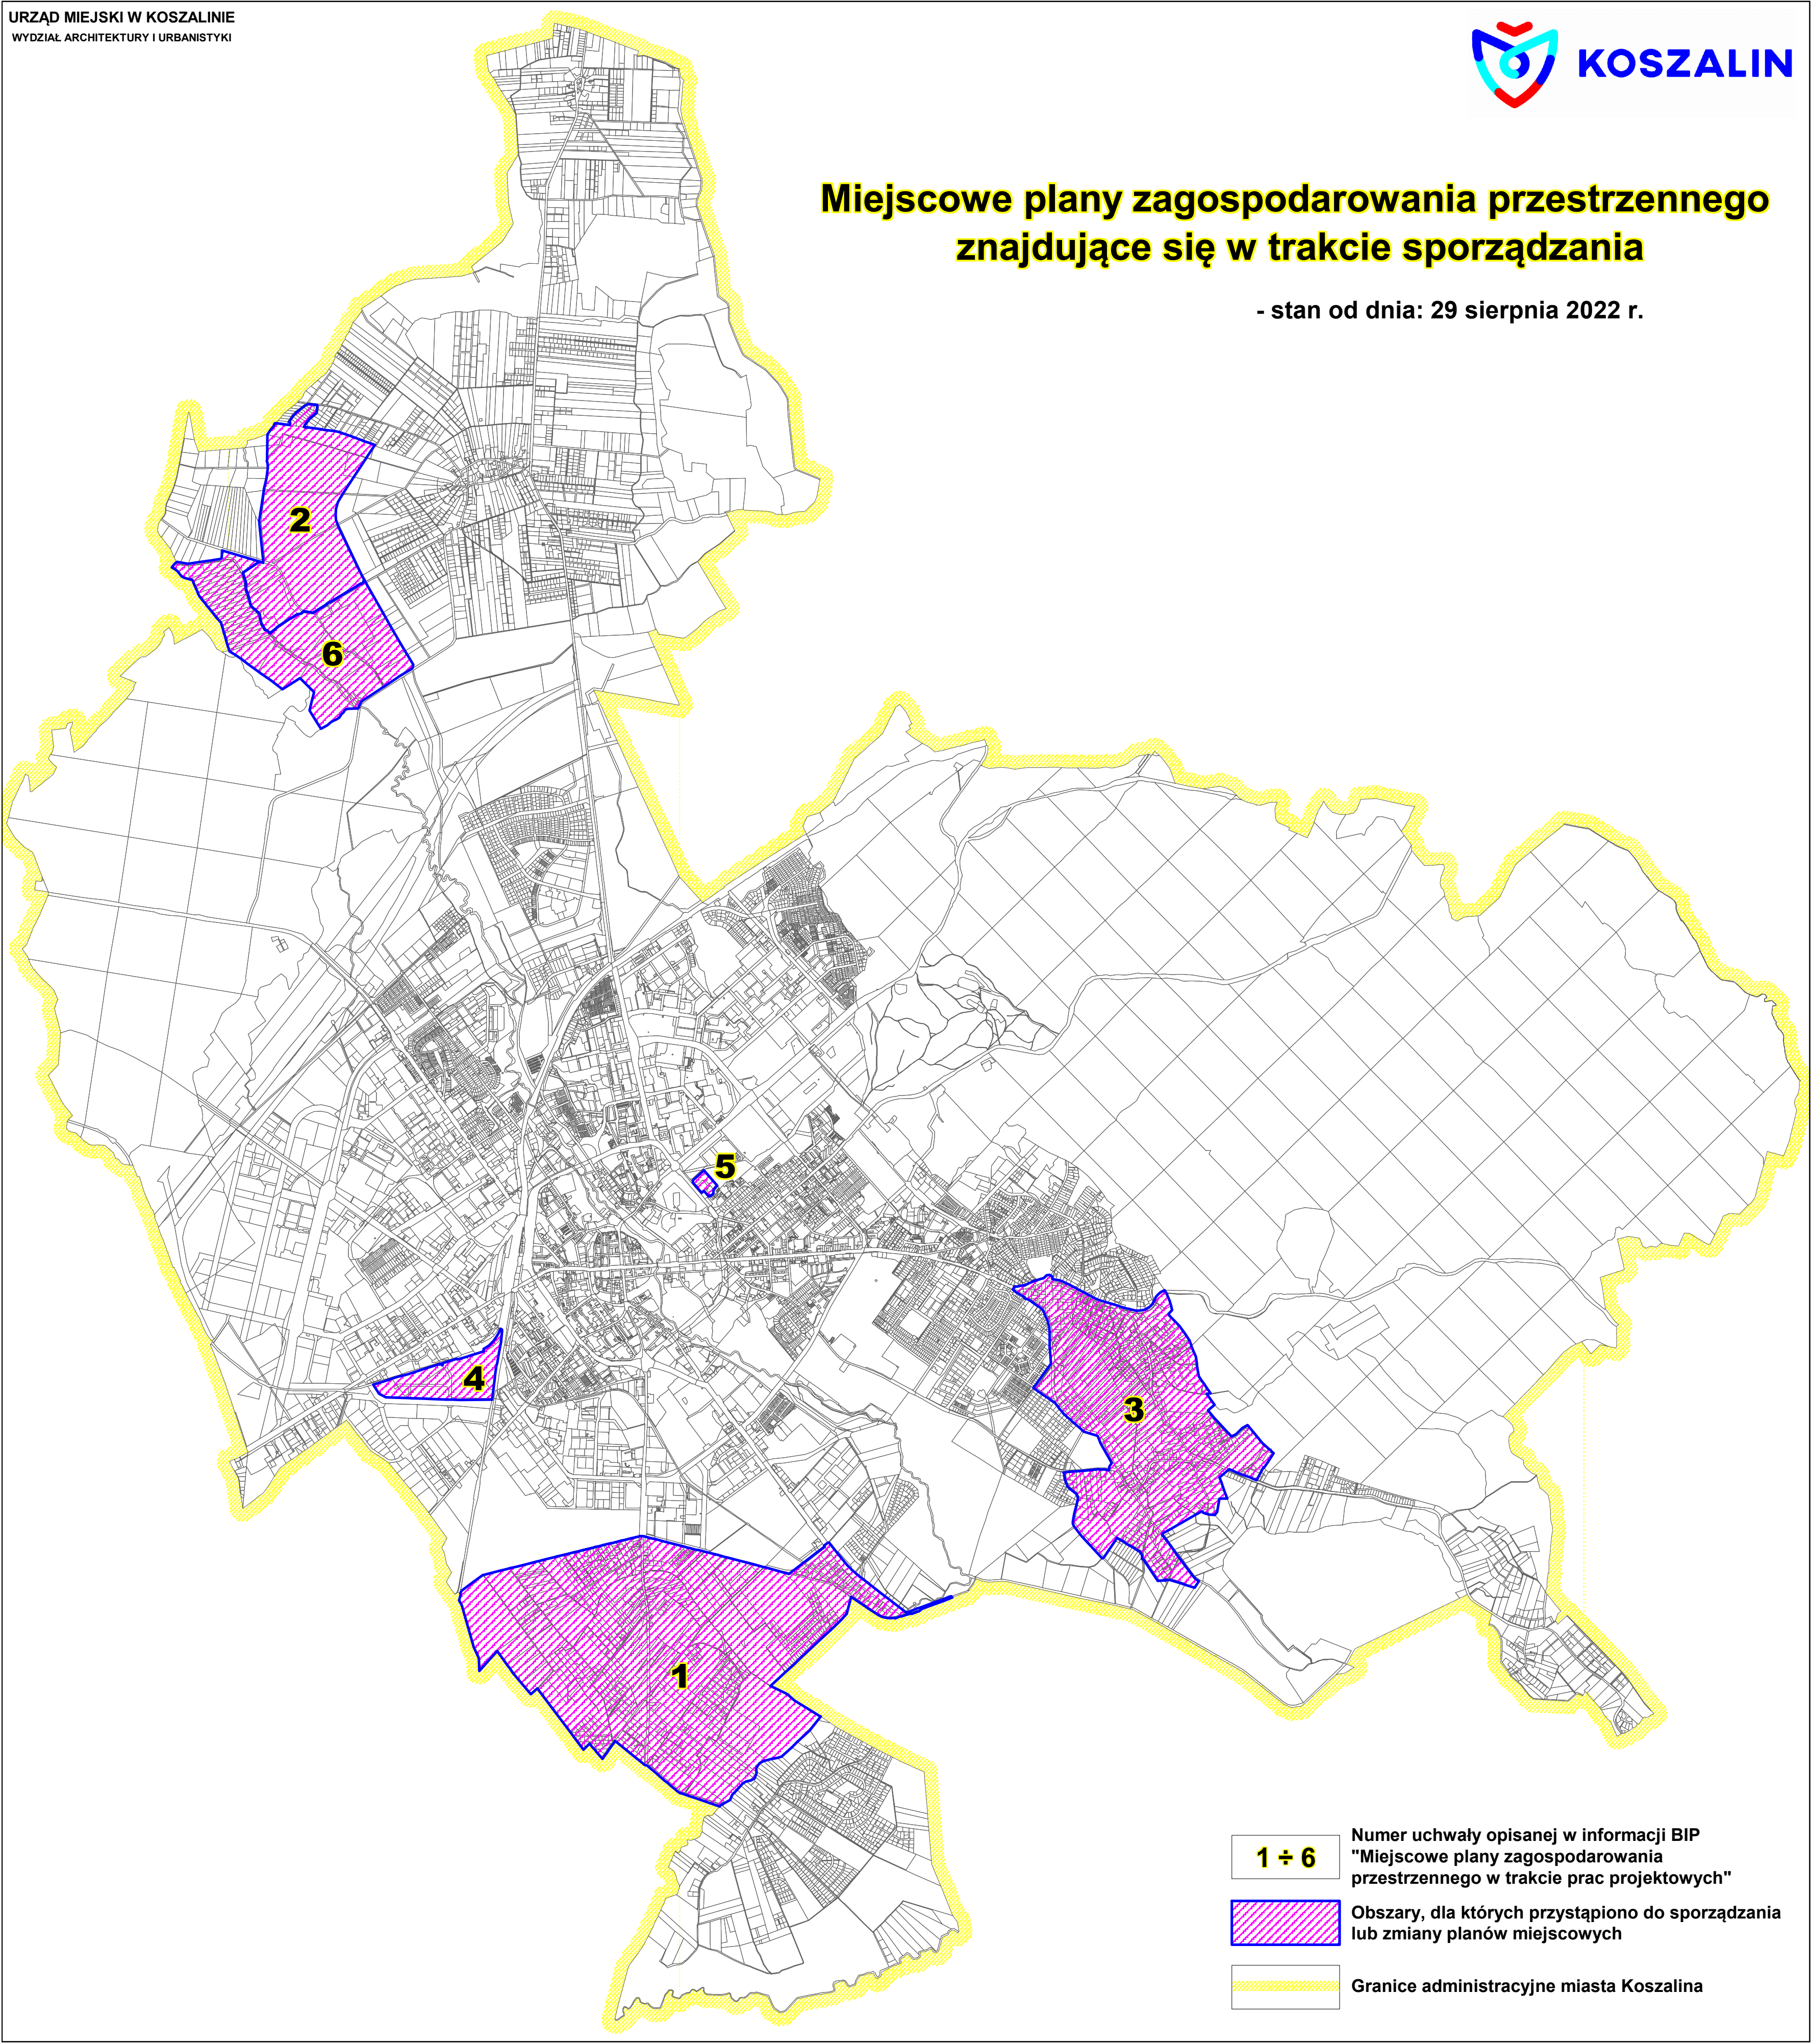 URZĄD MIEJSKI W KOSZALINIE
WYDZIAŁ ARCHITEKTURY I URBANISTYKI
KOSZALIN
Miejscowe plany zagospodarowania przestrzennego
znajdujące się w trakcie sporządzania
- stan od dnia: 29 sierpnia 2022 r.
2
6
5
4
3
1
1 ÷ 6
Numer uchwały opisanej w informacji BIP
"Miejscowe plany zagospodarowania
przestrzennego w trakcie prac projektowych"
Obszary, dla których przystąpiono do sporządzania
lub zmiany planów miejscowych
Granice administracyjne miasta Koszalina